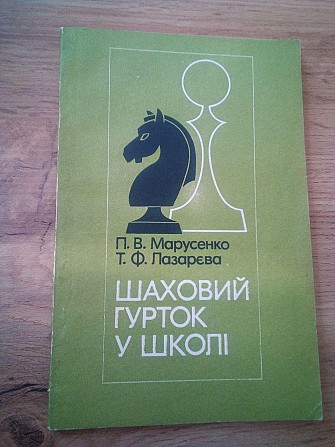 П. В. Марусенко
Т. Ф. Лазарєва
ШАХОВИЙ
ГУРТОК
У ШКОЛІ